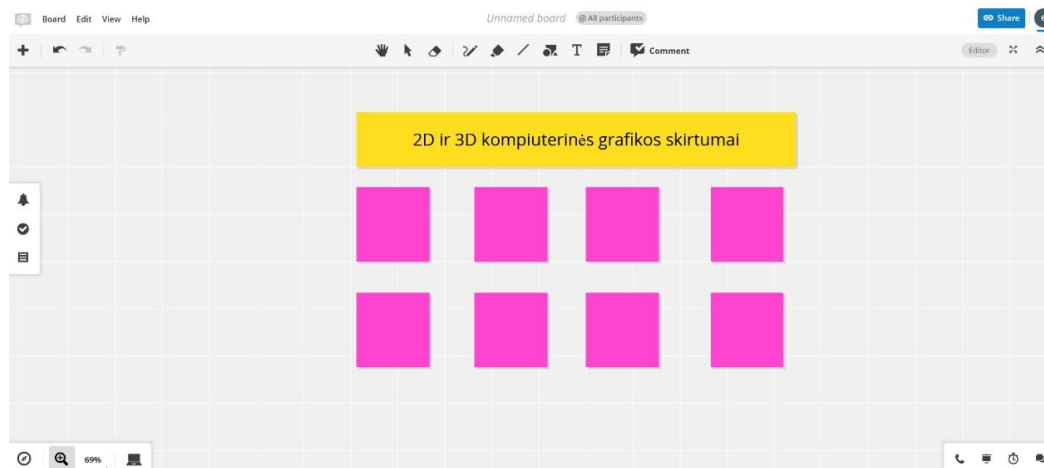 Board Edit View Help
Unnamed board @ All participants
Share
T Comment
Editor
2D ir 3D kompiuterinės grafikos skirtumai
69%